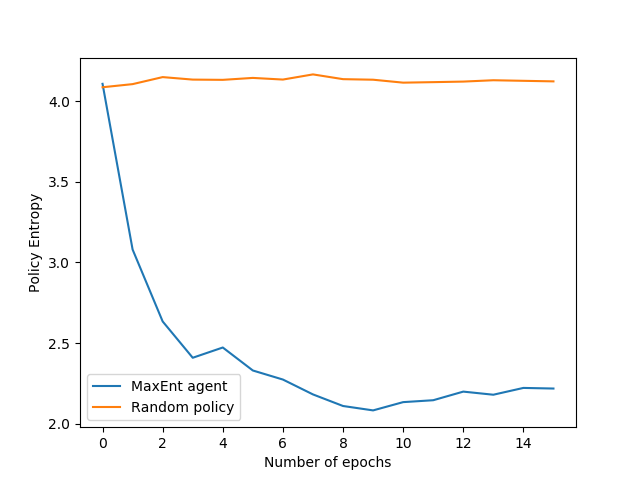 4.0
3.5
3.0
2.5
2.0
Policy Entropy
MaxEnt agent
Random policy
0 2 4 6 8 10 12 14
Number of epochs